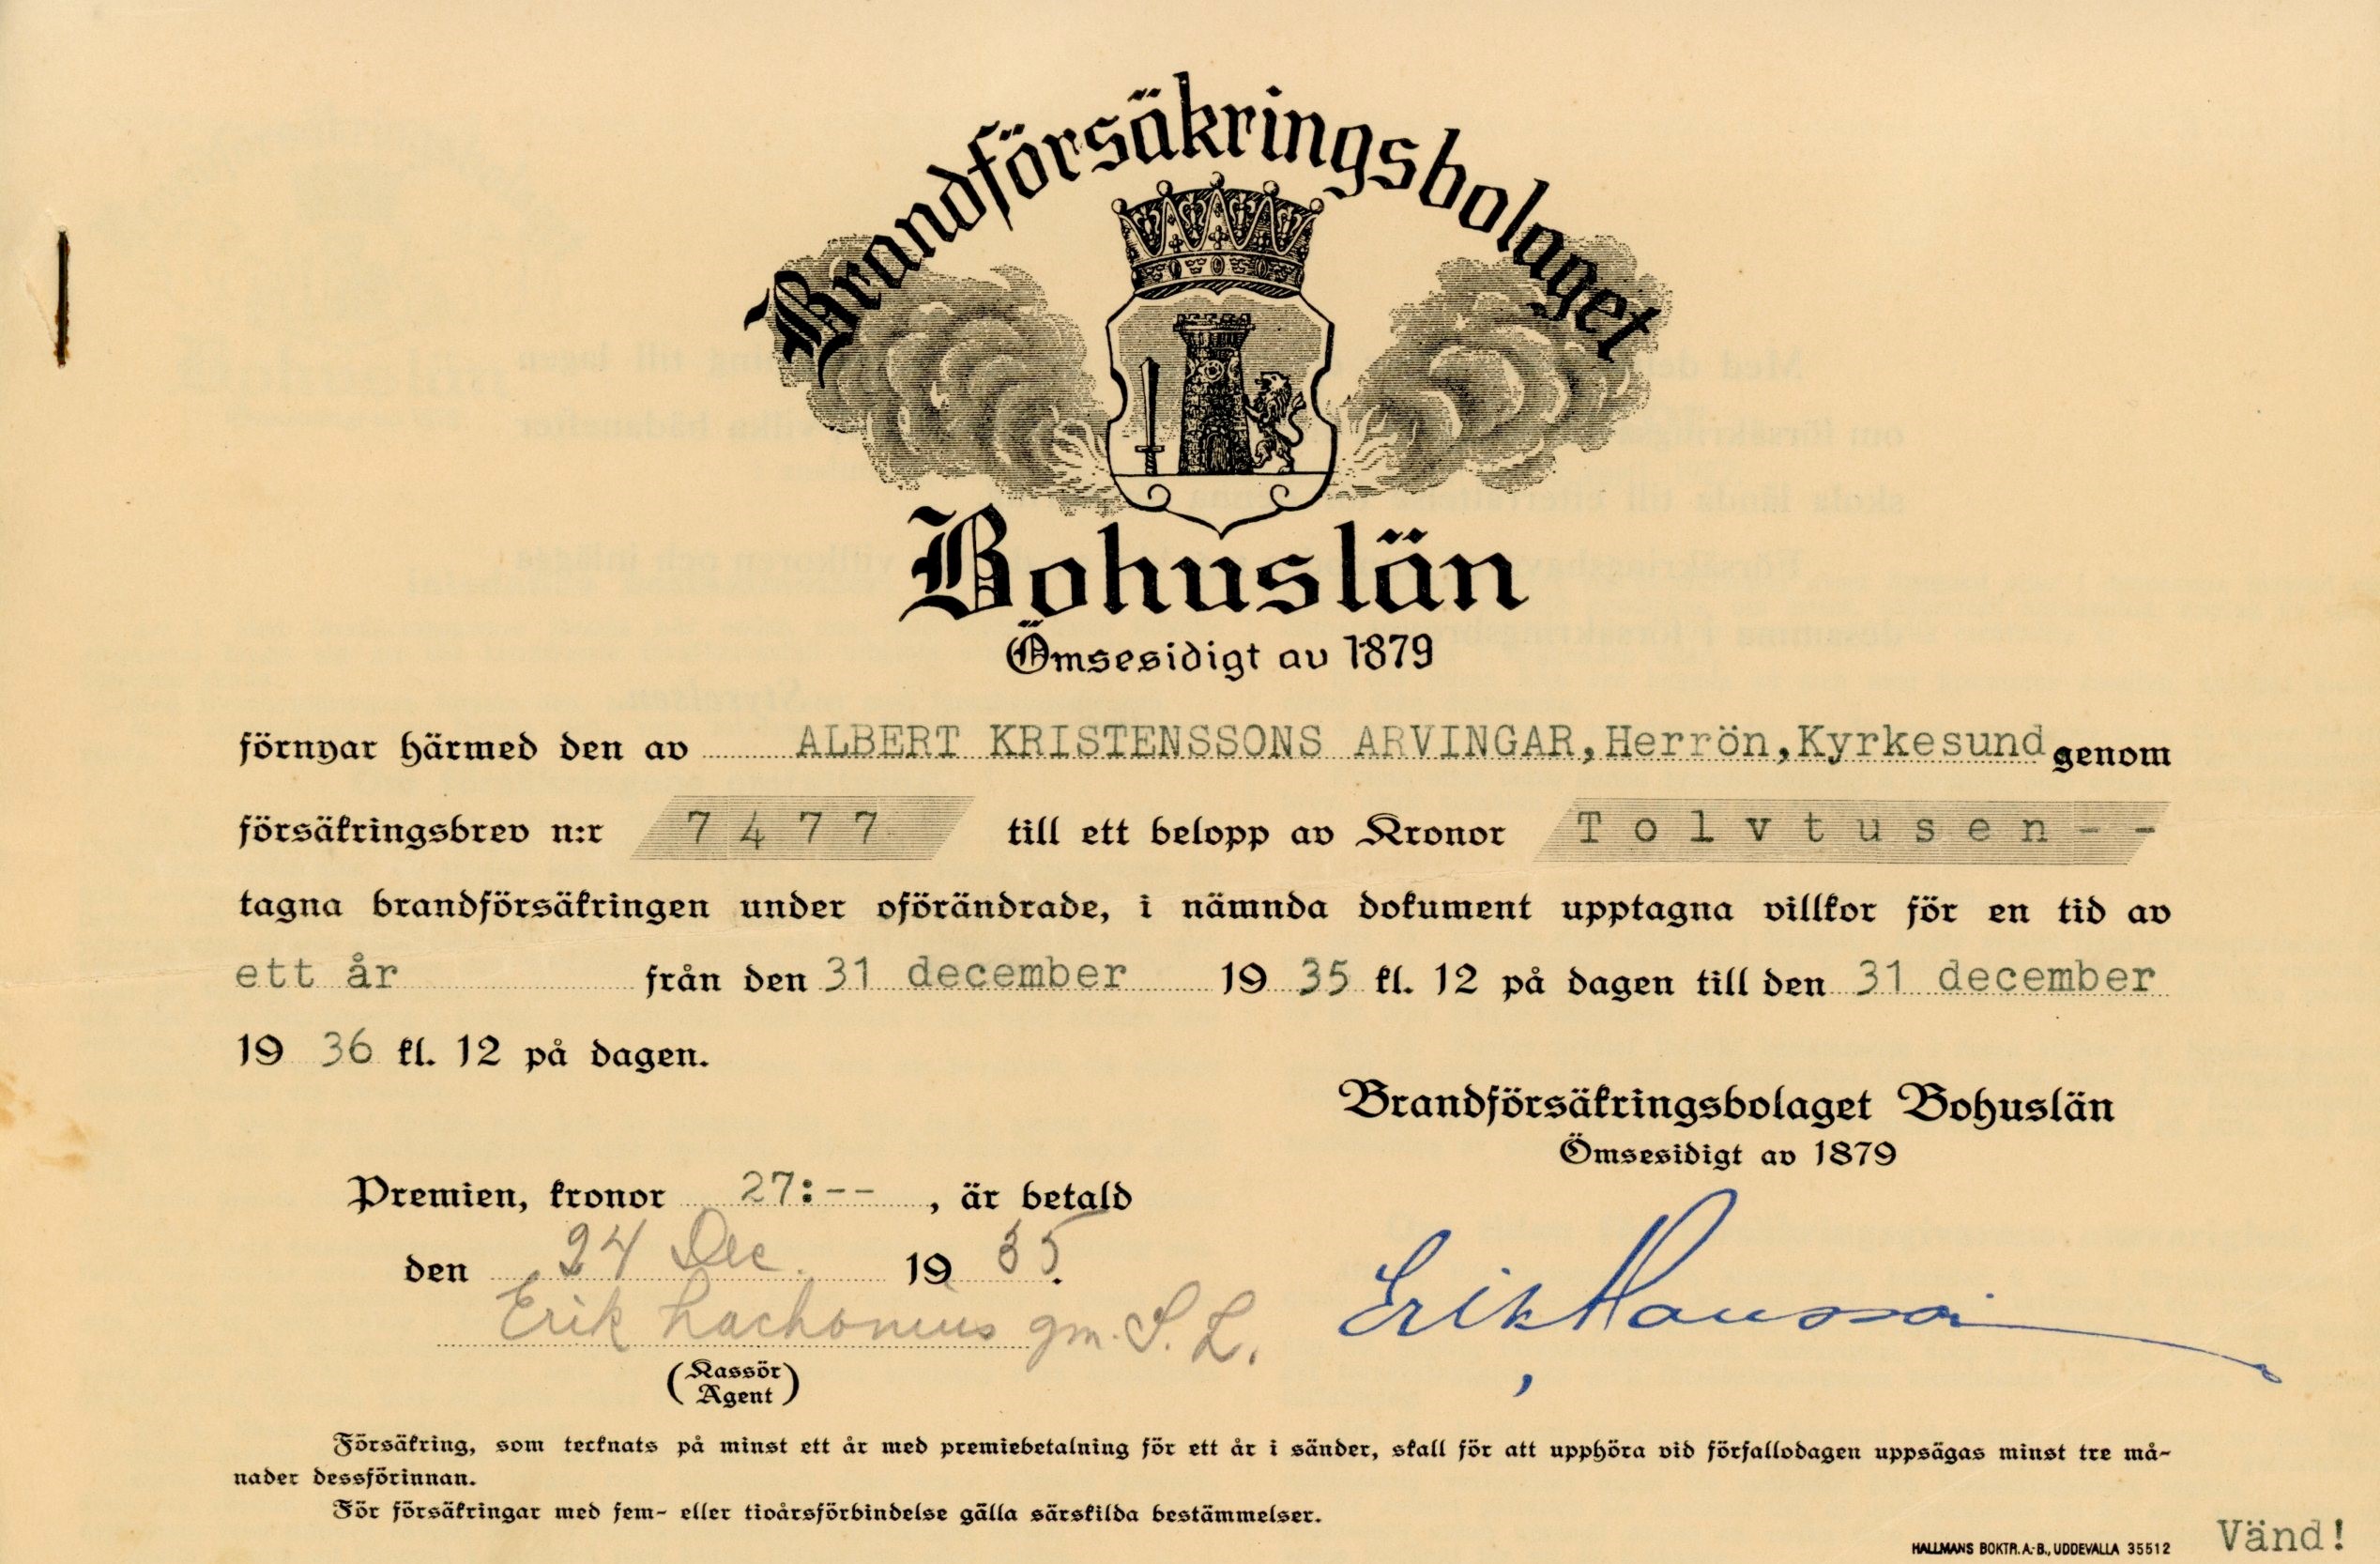 Brandförsäkringsbolaget
Bohuslän
Ömsesidigt av 1879
förnyar härmed den av ALBERT KRISTENSSONS ARVINGAR, Herrön, Kyrkesund genom
försäkringsbrev n:r 7477 till ett belopp av Kronor Tolvtusen--
tagna brandförsäkringen under oförändrade, i nämnda dokument upptagna villkor för en tid av
ett år från den 31 december 1935 kl. 12 på dagen till den 31 december
1936 kl. 12 på dagen.
Brandförsäkringsbolaget Bohuslän
Ömsesidigt av 1879
Premien, kronor 27:--, är betald
den 24 Dec. 1935.
Erik Zachonius gm. S. Z.
Erik Hansson
(Kassör
Agent)
Försäkring, som tecknats på minst ett år med premiebetalning för ett år i sänder, skall för att upphöra vid förfallodagen uppsägas minst tre må-
nader dessförinnan.
För försäkringar med fem- eller tioårsförbindelse gälla särskilda bestämmelser.
HALLMANS BOKTR. A.-B., UDDEVALLA 35512
Vänd!